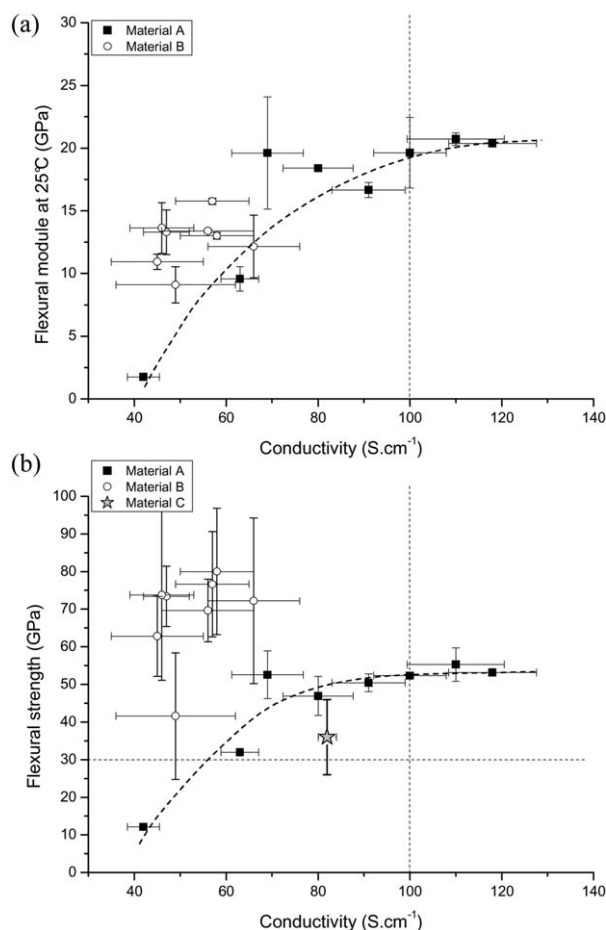 (a)
Material A
Material B
Flexural module at 25℃ (GPa)
30
25
20
15
10
5
0
40 60 80 100 120 140
Conductivity (S.cm⁻¹)
(b)
Material A
Material B
Material C
Flexural strength (GPa)
100
90
80
70
60
50
40
30
20
10
0
40 60 80 100 120 140
Conductivity (S.cm⁻¹)